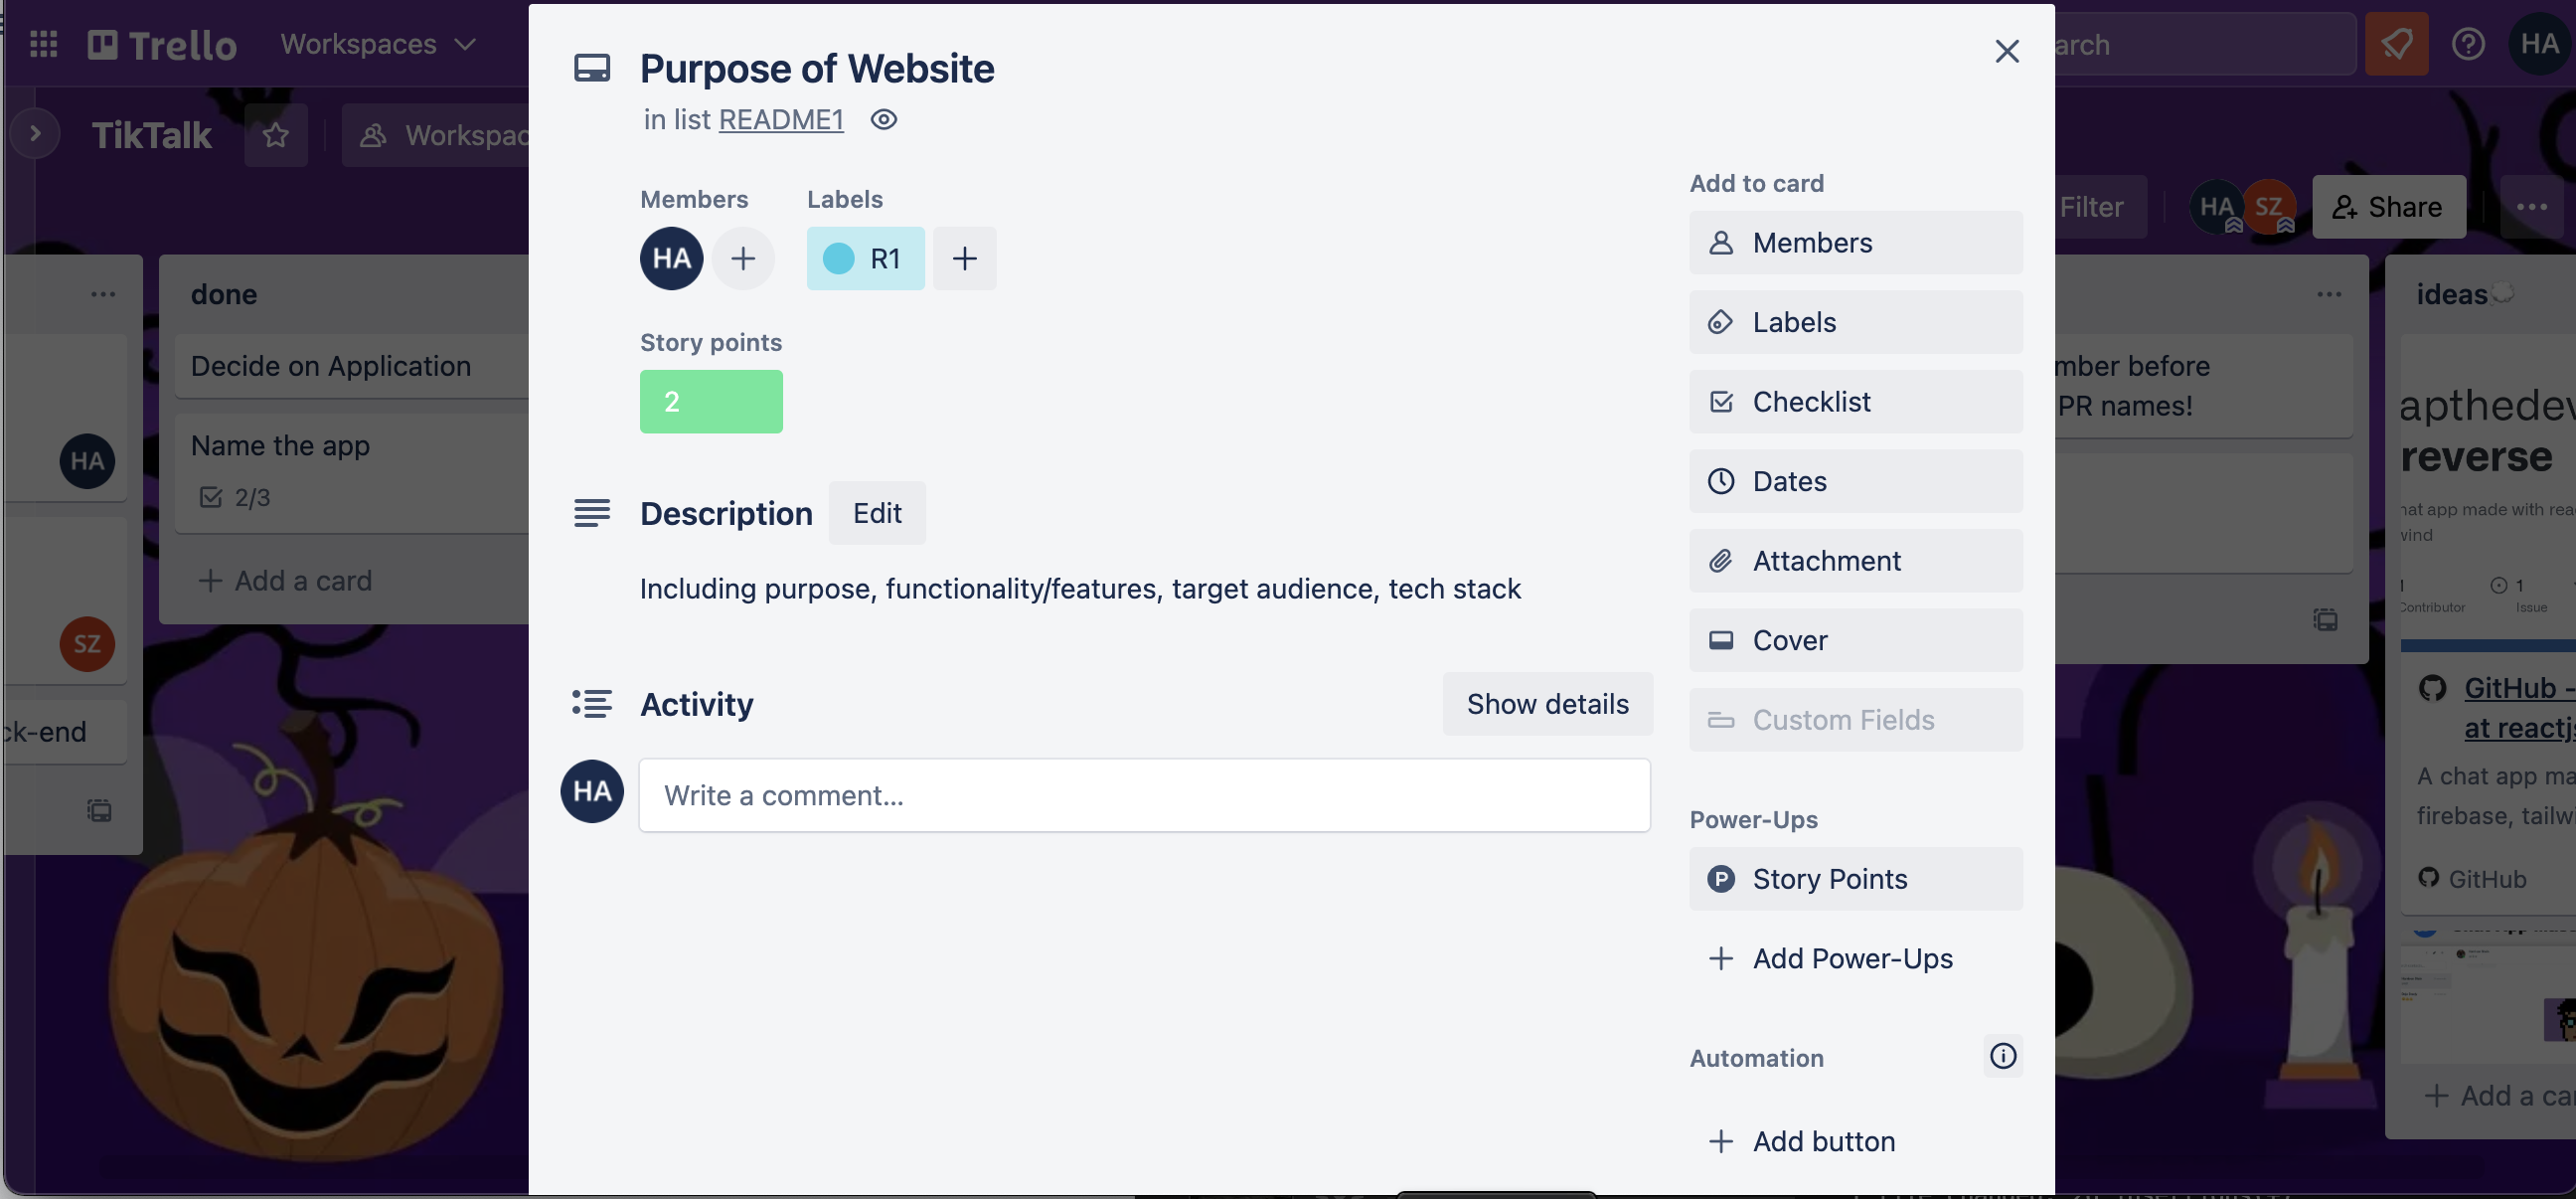 Trello
Workspaces
arch
HA
TikTalk
Workspac
Filter
HA
SZ
Share
HA
SZ
ck-end
done
Decide on Application
Name the app
2/3
Add a card
Purpose of Website
in list README1
Members
HA
Labels
R1
Story points
2
Description
Edit
Including purpose, functionality/features, target audience, tech stack
Activity
Show details
HA
Write a comment...
Add to card
Members
Labels
Checklist
Dates
Attachment
Cover
Custom Fields
Power-Ups
P
Story Points
Add Power-Ups
Automation
Add button
mber before
PR names!
ideas
apthedev
reverse
hat app made with rea
wind
Contributor
1
Issue
GitHub -
at reactj
A chat app ma
firebase, tailw
GitHub
Add a ca